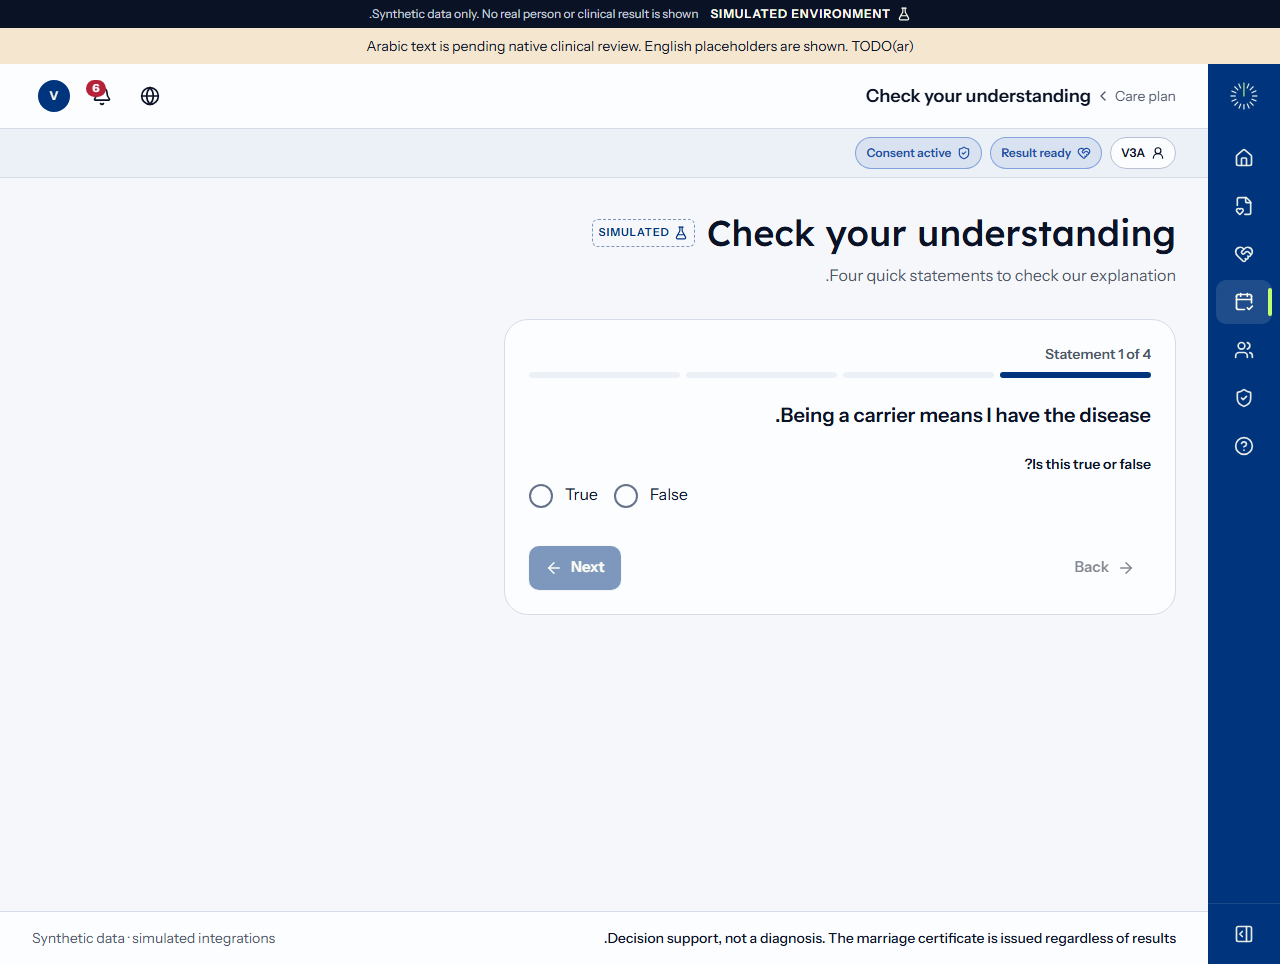 SIMULATED ENVIRONMENT .Synthetic data only. No real person or clinical result is shown
Arabic text is pending native clinical review. English placeholders are shown. TODO(ar)
Care plan Check your understanding
6
V
V3A
Result ready
Consent active
Check your understanding
SIMULATED
.Four quick statements to check our explanation
Statement 1 of 4
.Being a carrier means I have the disease
?Is this true or false
True
False
Back
Next
.Decision support, not a diagnosis. The marriage certificate is issued regardless of results
Synthetic data · simulated integrations